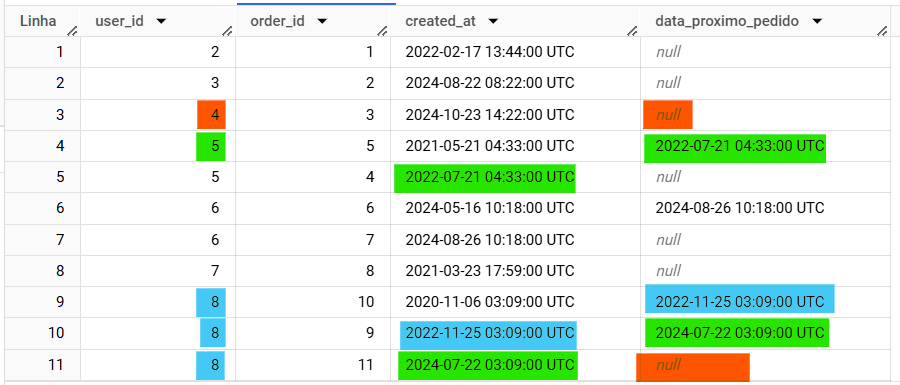 Linha user_id order_id created_at data_proximo_pedido
1 2 1 2022-02-17 13:44:00 UTC null
2 3 2 2024-08-22 08:22:00 UTC null
3 4 3 2024-10-23 14:22:00 UTC null
4 5 5 2021-05-21 04:33:00 UTC 2022-07-21 04:33:00 UTC
5 5 4 2022-07-21 04:33:00 UTC null
6 6 6 2024-05-16 10:18:00 UTC 2024-08-26 10:18:00 UTC
7 6 7 2024-08-26 10:18:00 UTC null
8 7 8 2021-03-23 17:59:00 UTC null
9 8 10 2020-11-06 03:09:00 UTC 2022-11-25 03:09:00 UTC
10 8 9 2022-11-25 03:09:00 UTC 2024-07-22 03:09:00 UTC
11 8 11 2024-07-22 03:09:00 UTC null